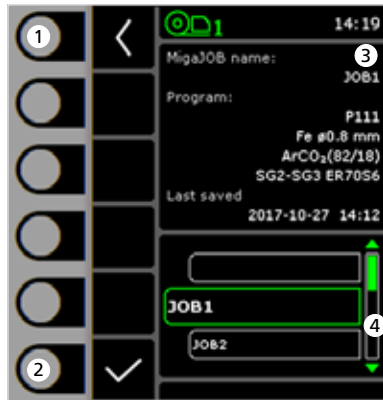 1
14:19
MigaJOB name:
3
JOB1
Program:
P111
Fe ø0.8 mm
ArCO₂(82/18)
SG2-SG3 ER70S6
Last saved
2017-10-27 14:12
JOB1
4
JOB2
2
1